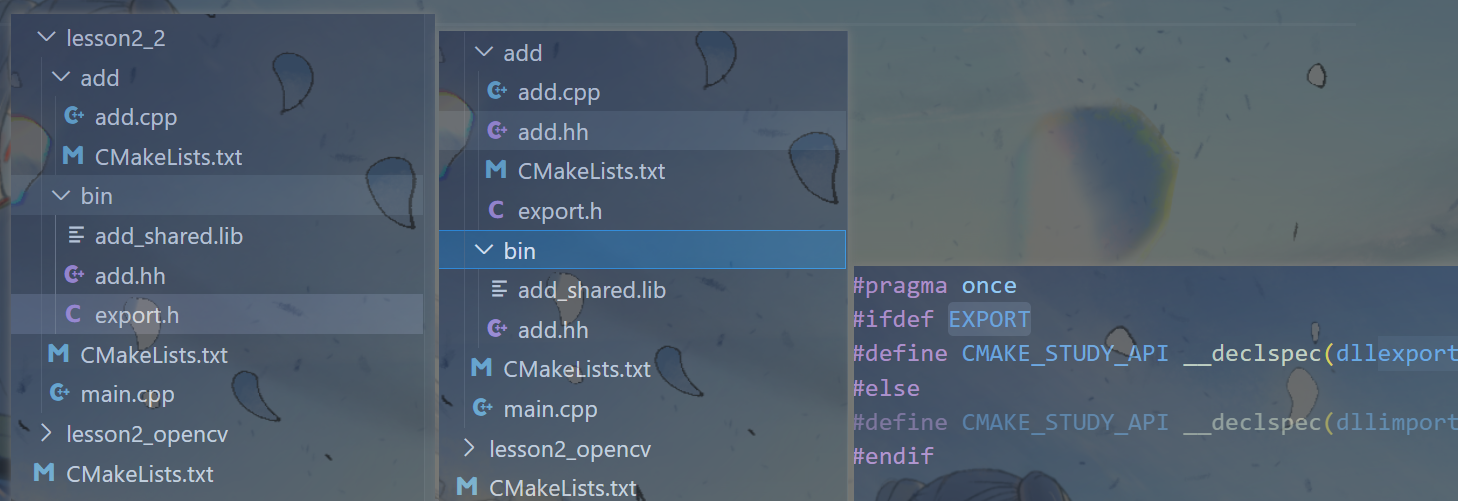 lesson2_2
add
add.cpp
CMakeLists.txt
bin
add_shared.lib
add.hh
export.h
CMakeLists.txt
main.cpp
lesson2_opencv
CMakeLists.txt
add
add.cpp
add.hh
CMakeLists.txt
export.h
bin
add_shared.lib
add.hh
CMakeLists.txt
main.cpp
lesson2_opencv
CMakeLists.txt
#pragma once
#ifdef EXPORT
#define CMAKE_STUDY_API __declspec(dllexport
#else
#define CMAKE_STUDY_API __declspec(dllimport
#endif